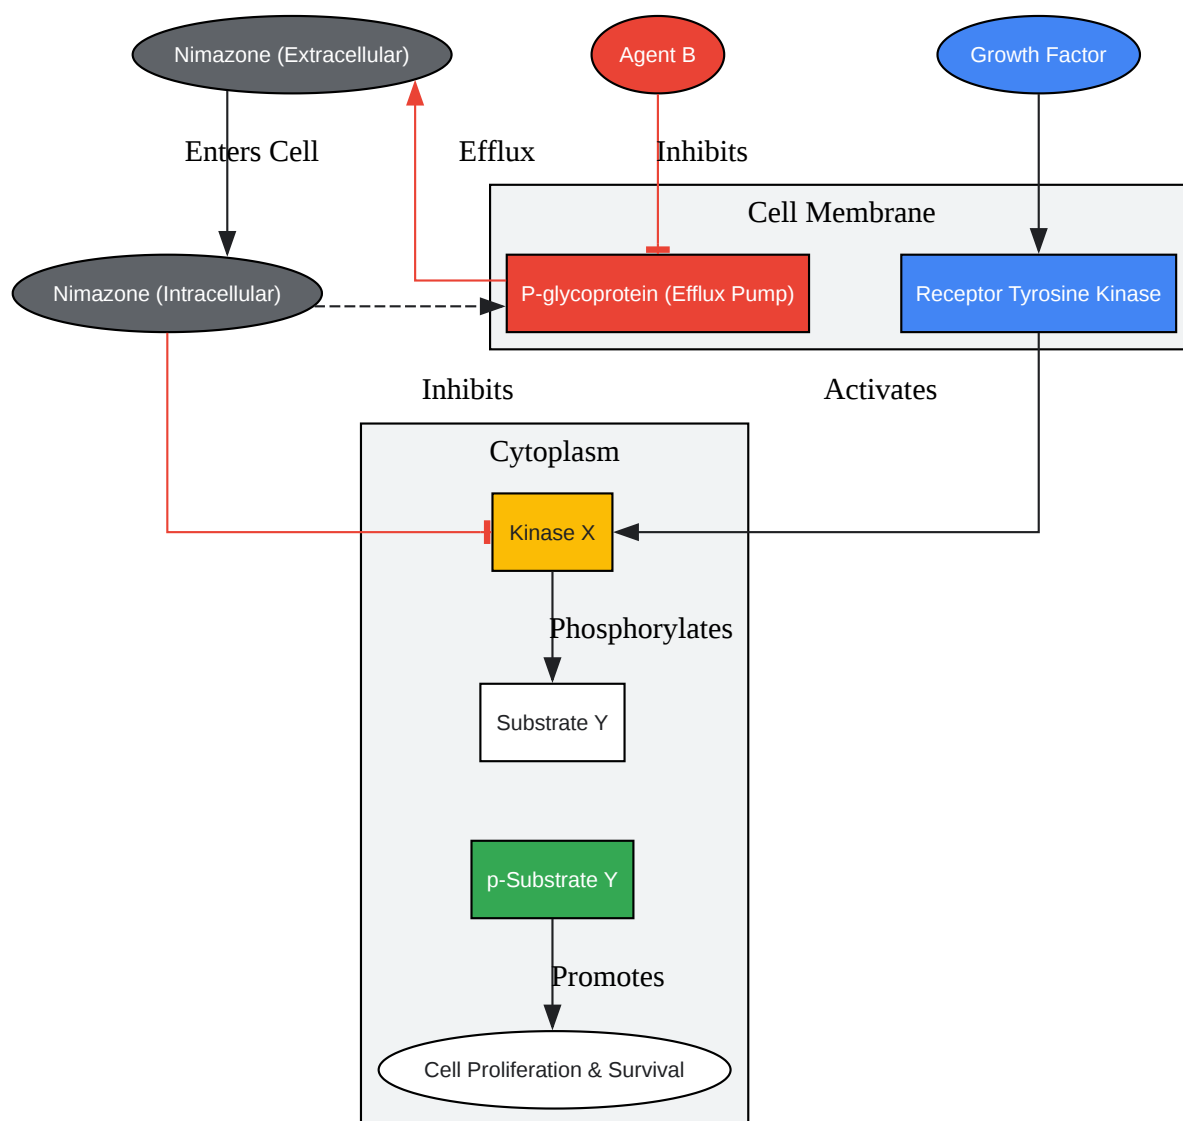 Nimazone (Extracellular)
Agent B
Growth Factor
Enters Cell
Efflux
Inhibits
Cell Membrane
Nimazone (Intracellular)
P-glycoprotein (Efflux Pump)
Receptor Tyrosine Kinase
Inhibits
Activates
Cytoplasm
Kinase X
Phosphorylates
Substrate Y
p-Substrate Y
Promotes
Cell Proliferation & Survival